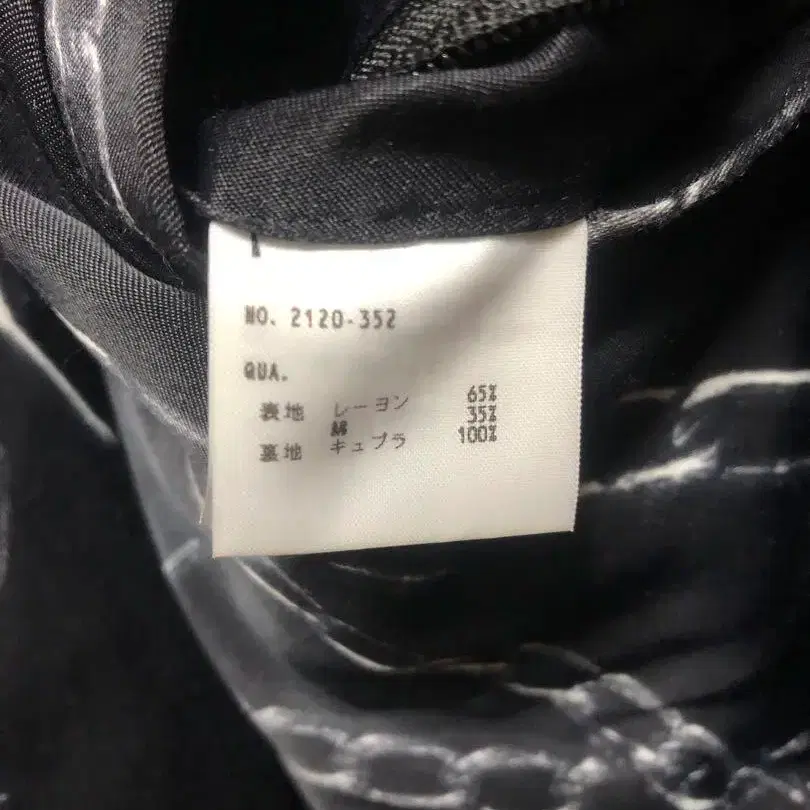 NO. 2120-352
QUA.
表地 レーヨン 65%
綿 35%
裏地 キュプラ 100%